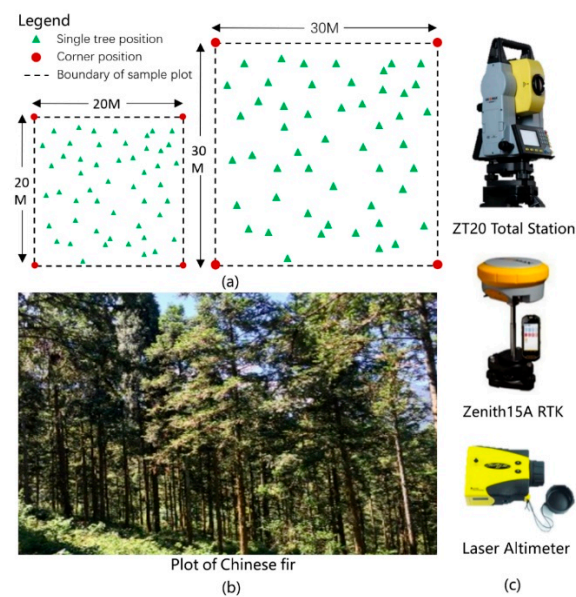 Legend
Single tree position
Corner position
Boundary of sample plot
20M
20
M
30M
30
M
(a)
ZT20 Total Station
Zenith15A RTK
Laser Altimeter
Plot of Chinese fir
(b)
(c)